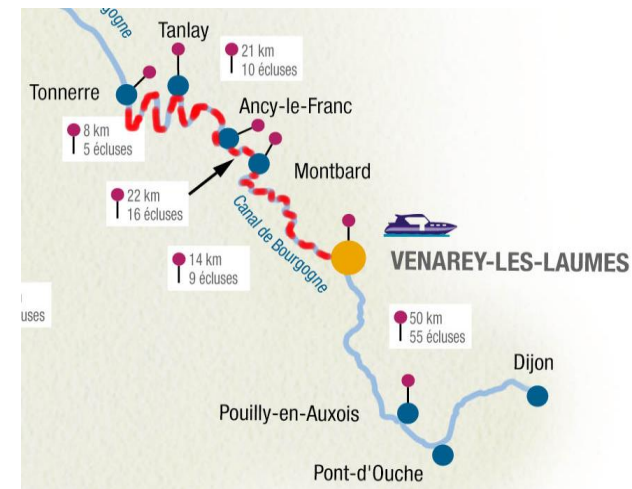 ogogne
Tanlay
21 km
10 écluses
Tonnerre
Ancy-le-Franc
8 km
5 écluses
Montbard
22 km
16 écluses
Canal de Bourgogne
14 km
9 écluses
VENAREY-LES-LAUMES
50 km
55 écluses
uses
Dijon
Pouilly-en-Auxois
Pont-d'Ouche